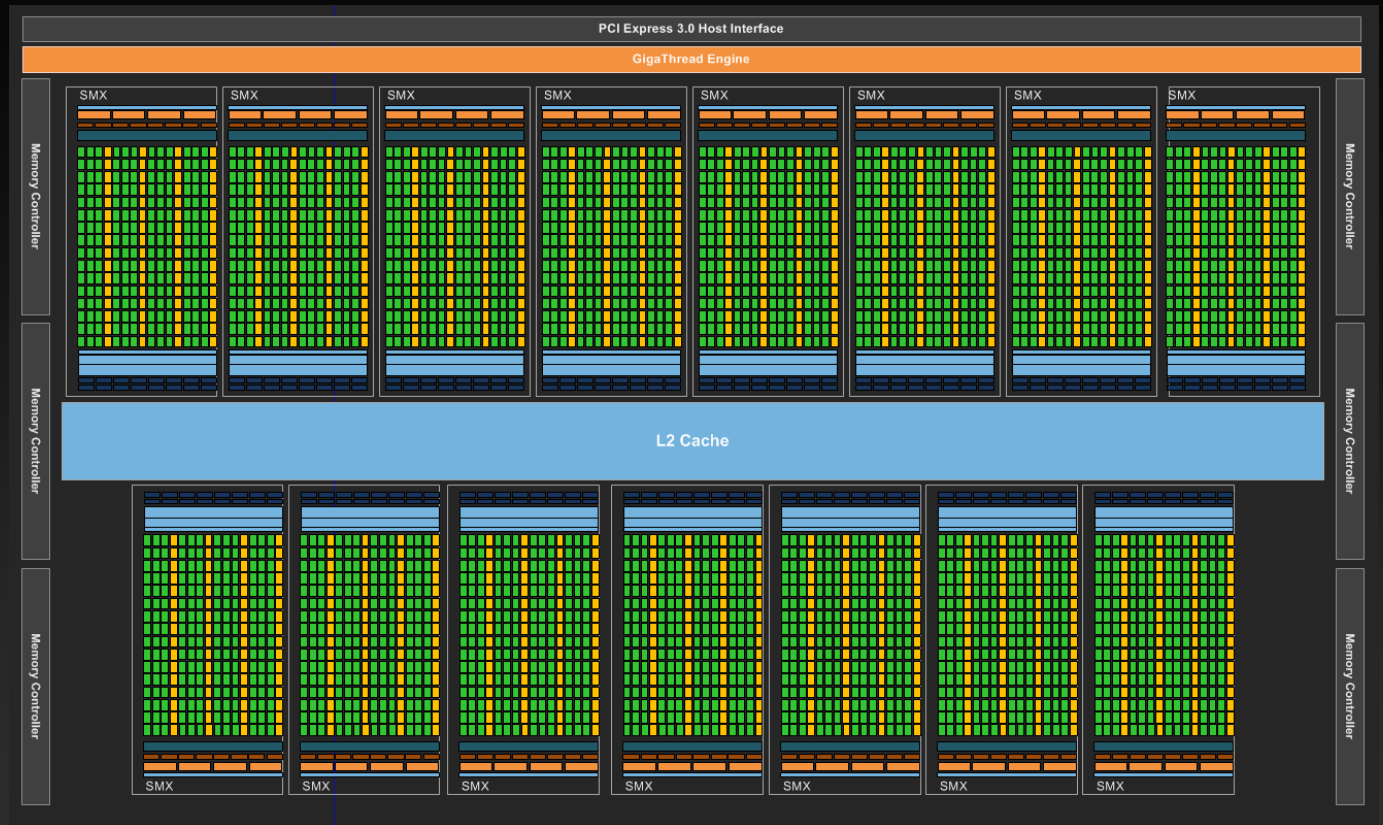 PCI Express 3.0 Host Interface
GigaThread Engine
SMX
SMX
SMX
SMX
SMX
SMX
SMX
SMX
Memory Controller
Memory Controller
Memory Controller
Memory Controller
L2 Cache
Memory Controller
Memory Controller
SMX
SMX
SMX
SMX
SMX
SMX
SMX